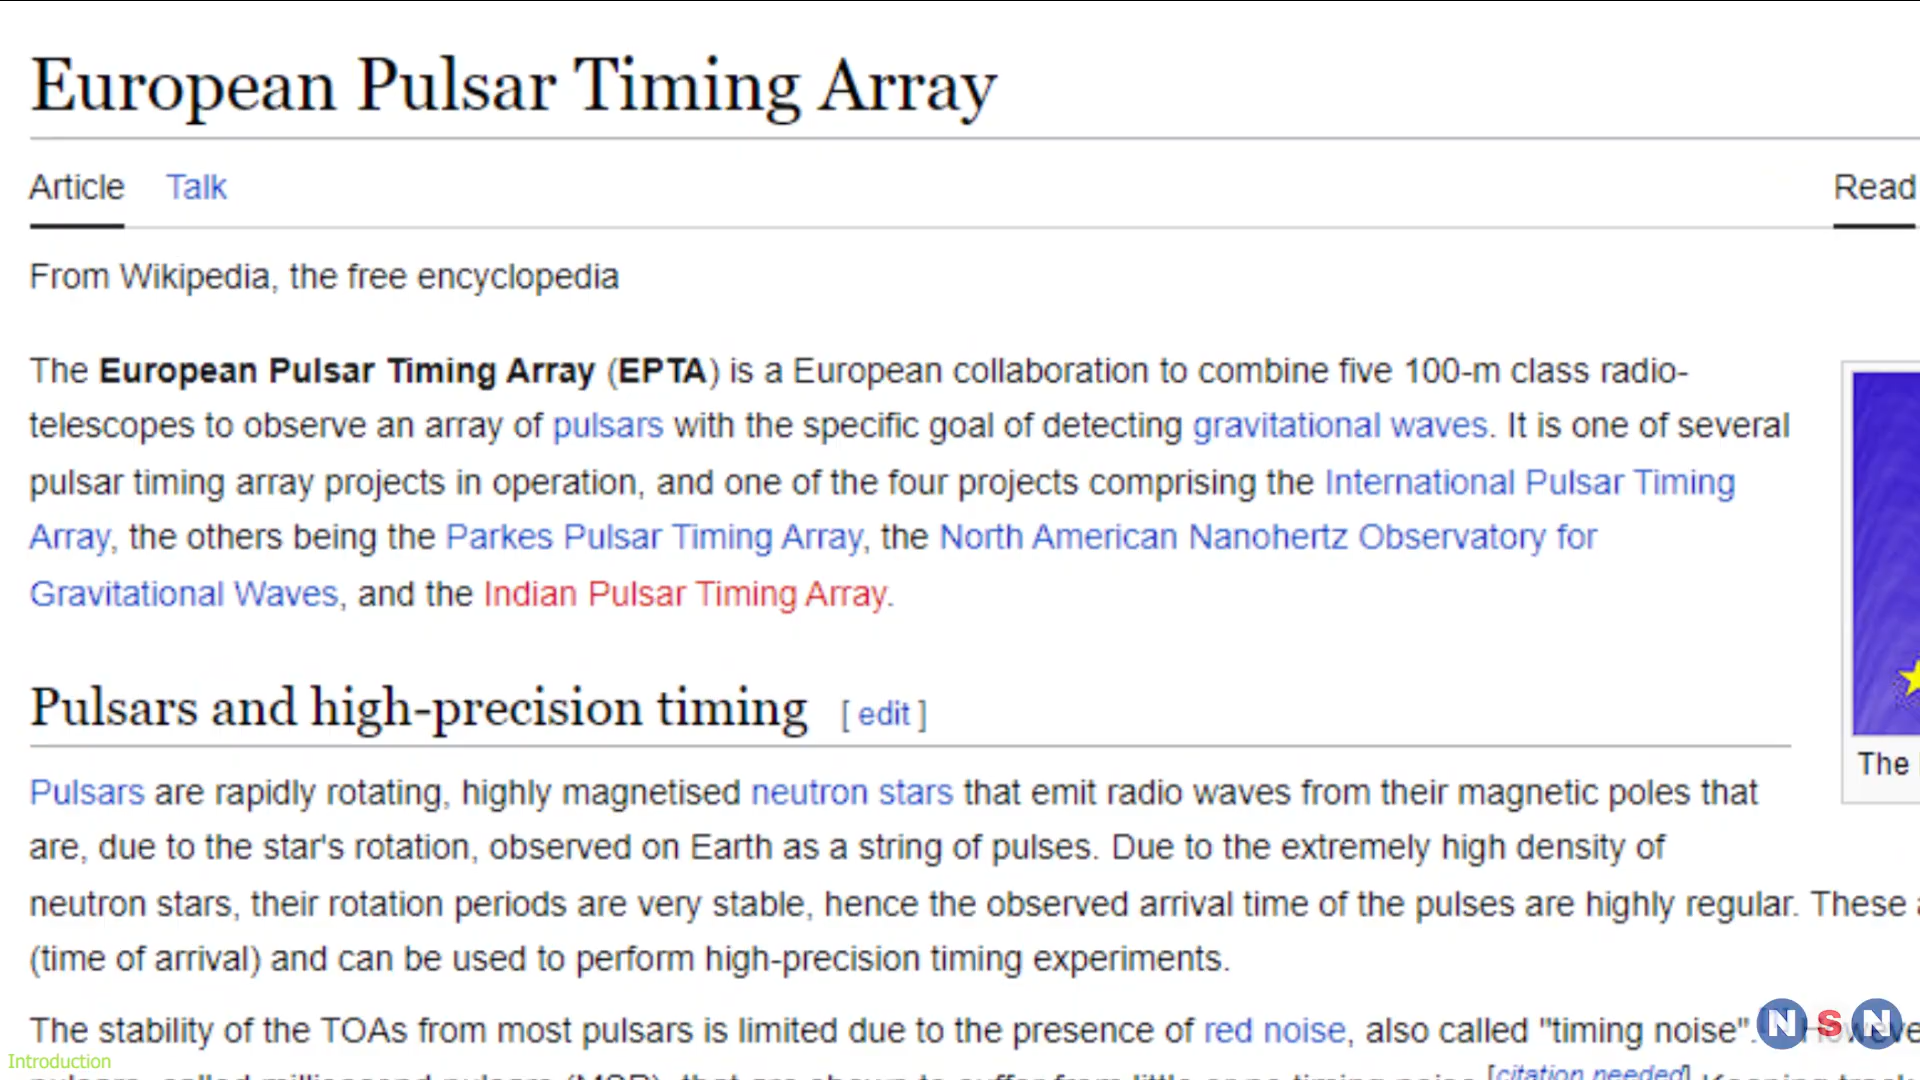 European Pulsar Timing Array
Article Talk Read
From Wikipedia, the free encyclopedia
The European Pulsar Timing Array (EPTA) is a European collaboration to combine five 100-m class radio-
telescopes to observe an array of pulsars with the specific goal of detecting gravitational waves. It is one of several
pulsar timing array projects in operation, and one of the four projects comprising the International Pulsar Timing
Array, the others being the Parkes Pulsar Timing Array, the North American Nanohertz Observatory for
Gravitational Waves, and the Indian Pulsar Timing Array.
The
Pulsars and high-precision timing [ edit ]
Pulsars are rapidly rotating, highly magnetised neutron stars that emit radio waves from their magnetic poles that
are, due to the star's rotation, observed on Earth as a string of pulses. Due to the extremely high density of
neutron stars, their rotation periods are very stable, hence the observed arrival time of the pulses are highly regular. These
(time of arrival) and can be used to perform high-precision timing experiments.
The stability of the TOAs from most pulsars is limited due to the presence of red noise, also called "timing noise".
N S N
Introduction
[citation needed]